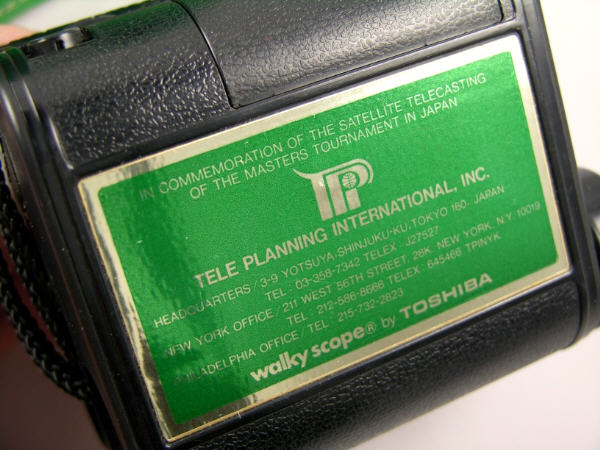 IN COMMEMORATION OF THE SATELLITE TELECASTING
OF THE MASTERS TOURNAMENT IN JAPAN
TP
TELE PLANNING INTERNATIONAL, INC.
HEADQUARTERS / 3-9 YOTSUYA, SHINJUKU-KU, TOKYO 160. JAPAN
TEL : 03-358-7342 TELEX : J27527
NEW YORK OFFICE / 211 WEST 56TH STREET, 28K, NEW YORK, N.Y. 10019
TEL : 212-586-8666 TELEX : 645466 TPINYK
PHILADELPHIA OFFICE / TEL : 215-732-2823
walky scope® by TOSHIBA